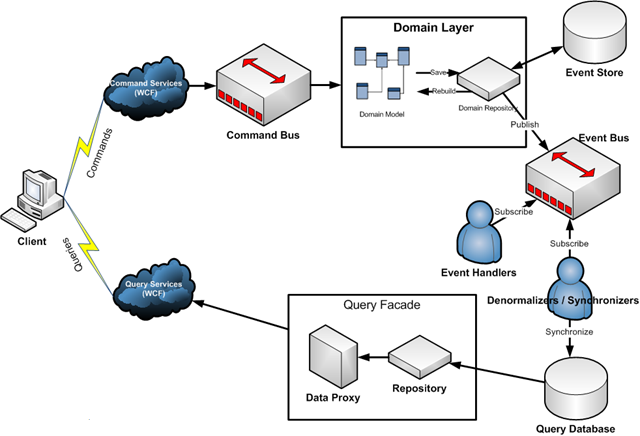 Domain Layer
Command Services
(WCF)
Save
Rebuild
Domain Model
Domain Repository
Event Store
Command Bus
Publish
Event Bus
Commands
Client
Queries
Subscribe
Event Handlers
Subscribe
Denormalizers / Synchronizers
Synchronize
Query Services
(WCF)
Query Facade
Data Proxy
Repository
Query Database